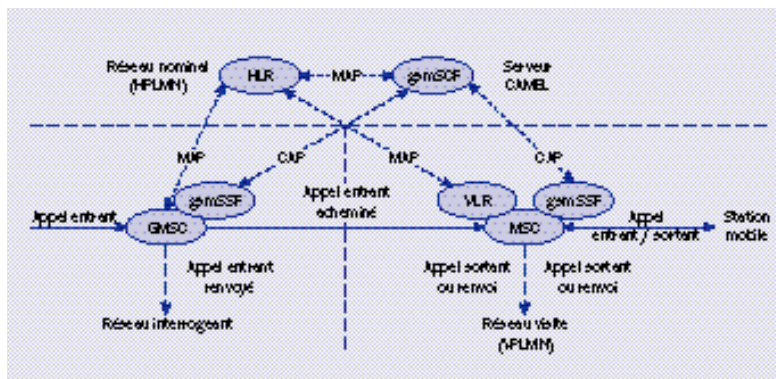 Réseau nominal
(HPLMN)
HLR
MAP
gsmSCF
Serveur
CAMEL
MAP
CAP
MAP
CAP
gsmSSF
Appel entrant
acheminé
VLR
gsmSSF
Appel entrant
GMSC
MSC
Appel
entrant / sortant
Station
mobile
Appel entrant
renvoyé
Appel sortant
ou renvoi
Appel sortant
ou renvoi
Réseau interrogeant
Réseau visité
(VPLMN)